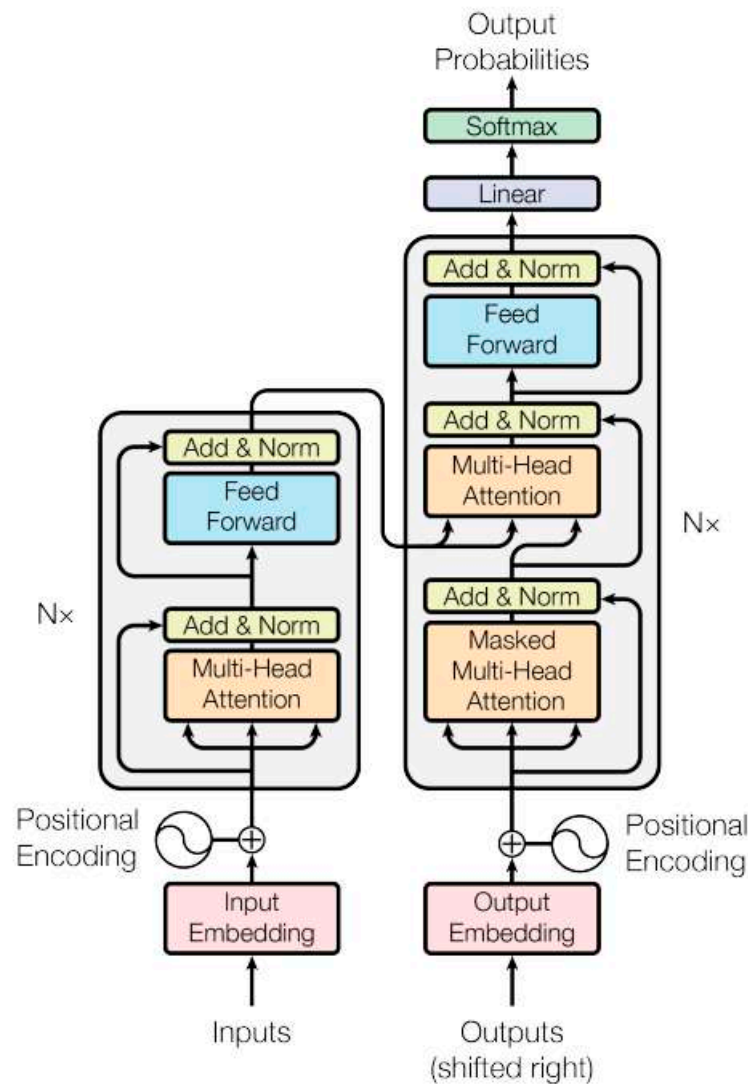 Output
Probabilities
Softmax
Linear
Add & Norm
Feed
Forward
Add & Norm
Multi-Head
Attention
Nx
Add & Norm
Masked
Multi-Head
Attention
Add & Norm
Feed
Forward
Nx
Add & Norm
Multi-Head
Attention
Positional
Encoding
Positional
Encoding
Input
Embedding
Output
Embedding
Inputs
Outputs
(shifted right)